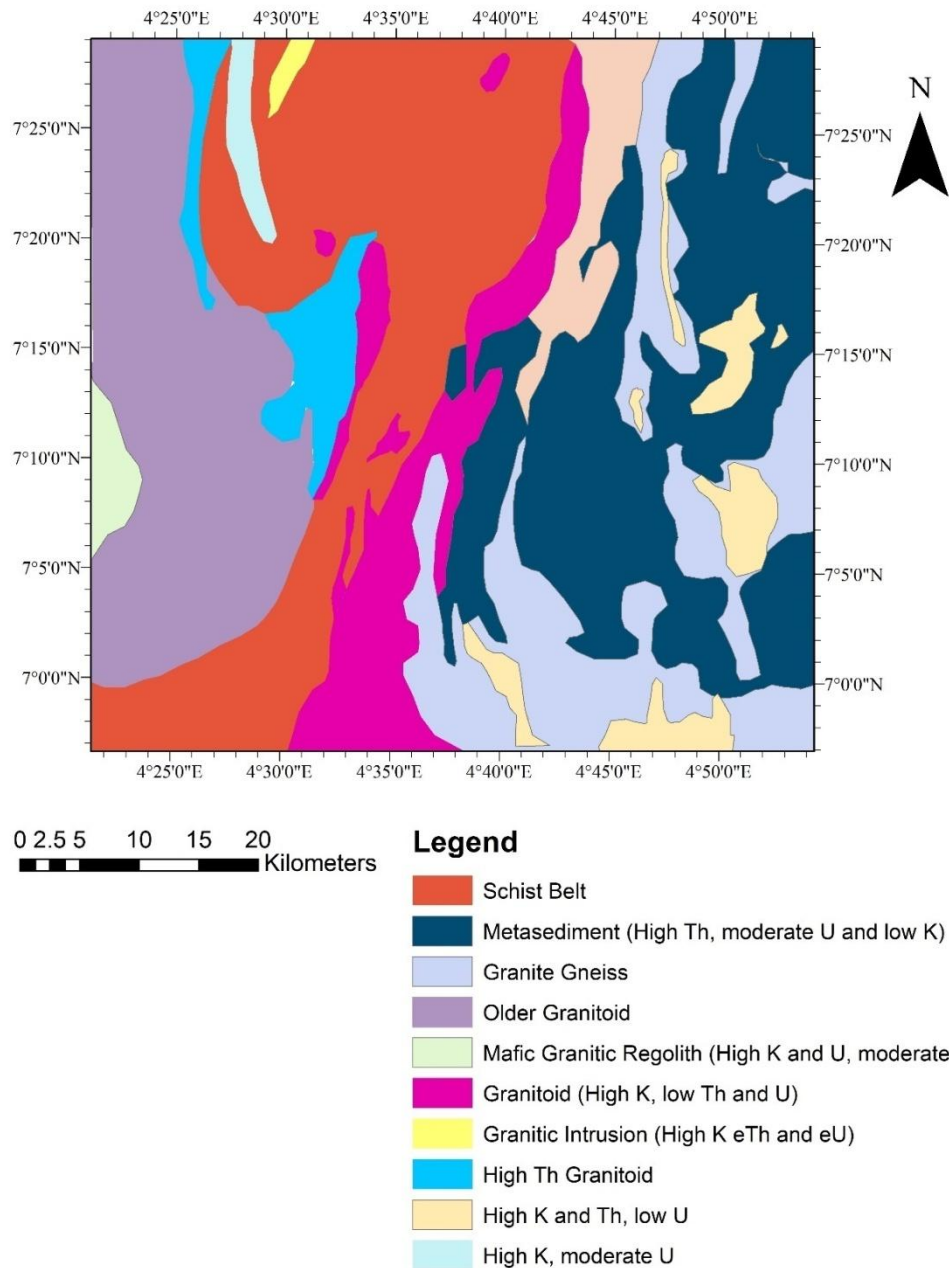 4°25'0"E 4°30'0"E 4°35'0"E 4°40'0"E 4°45'0"E 4°50'0"E
N
7°25'0"N 7°25'0"N
7°20'0"N 7°20'0"N
7°15'0"N 7°15'0"N
7°10'0"N 7°10'0"N
7°5'0"N 7°5'0"N
7°0'0"N 7°0'0"N
4°25'0"E 4°30'0"E 4°35'0"E 4°40'0"E 4°45'0"E 4°50'0"E
0 2.5 5 10 15 20
Kilometers
Legend
Schist Belt
Metasediment (High Th, moderate U and low K)
Granite Gneiss
Older Granitoid
Mafic Granitic Regolith (High K and U, moderate
Granitoid (High K, low Th and U)
Granitic Intrusion (High K eTh and eU)
High Th Granitoid
High K and Th, low U
High K, moderate U